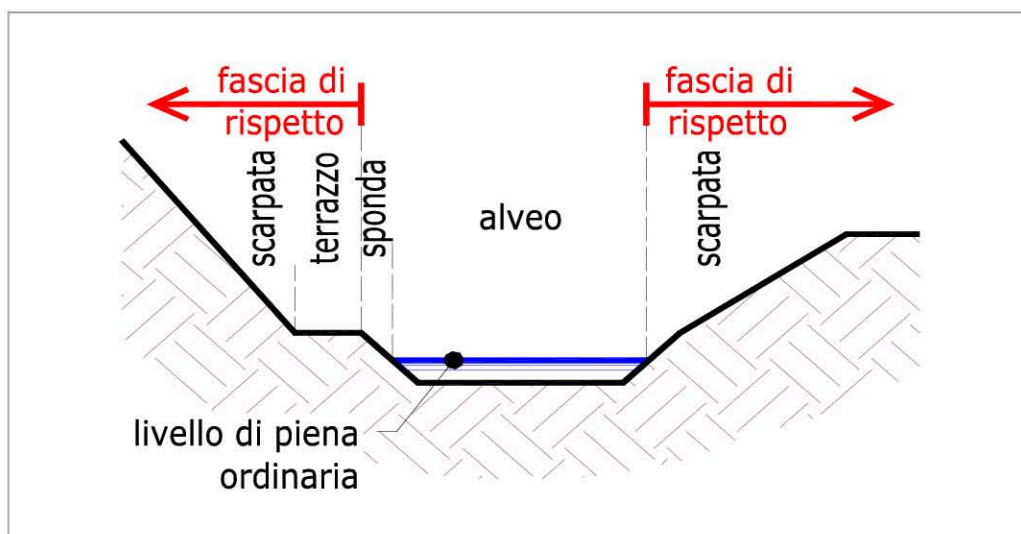 fascia di
rispetto
fascia di
rispetto
scarpata
terrazzo
sponda
alveo
scarpata
livello di piena
ordinaria